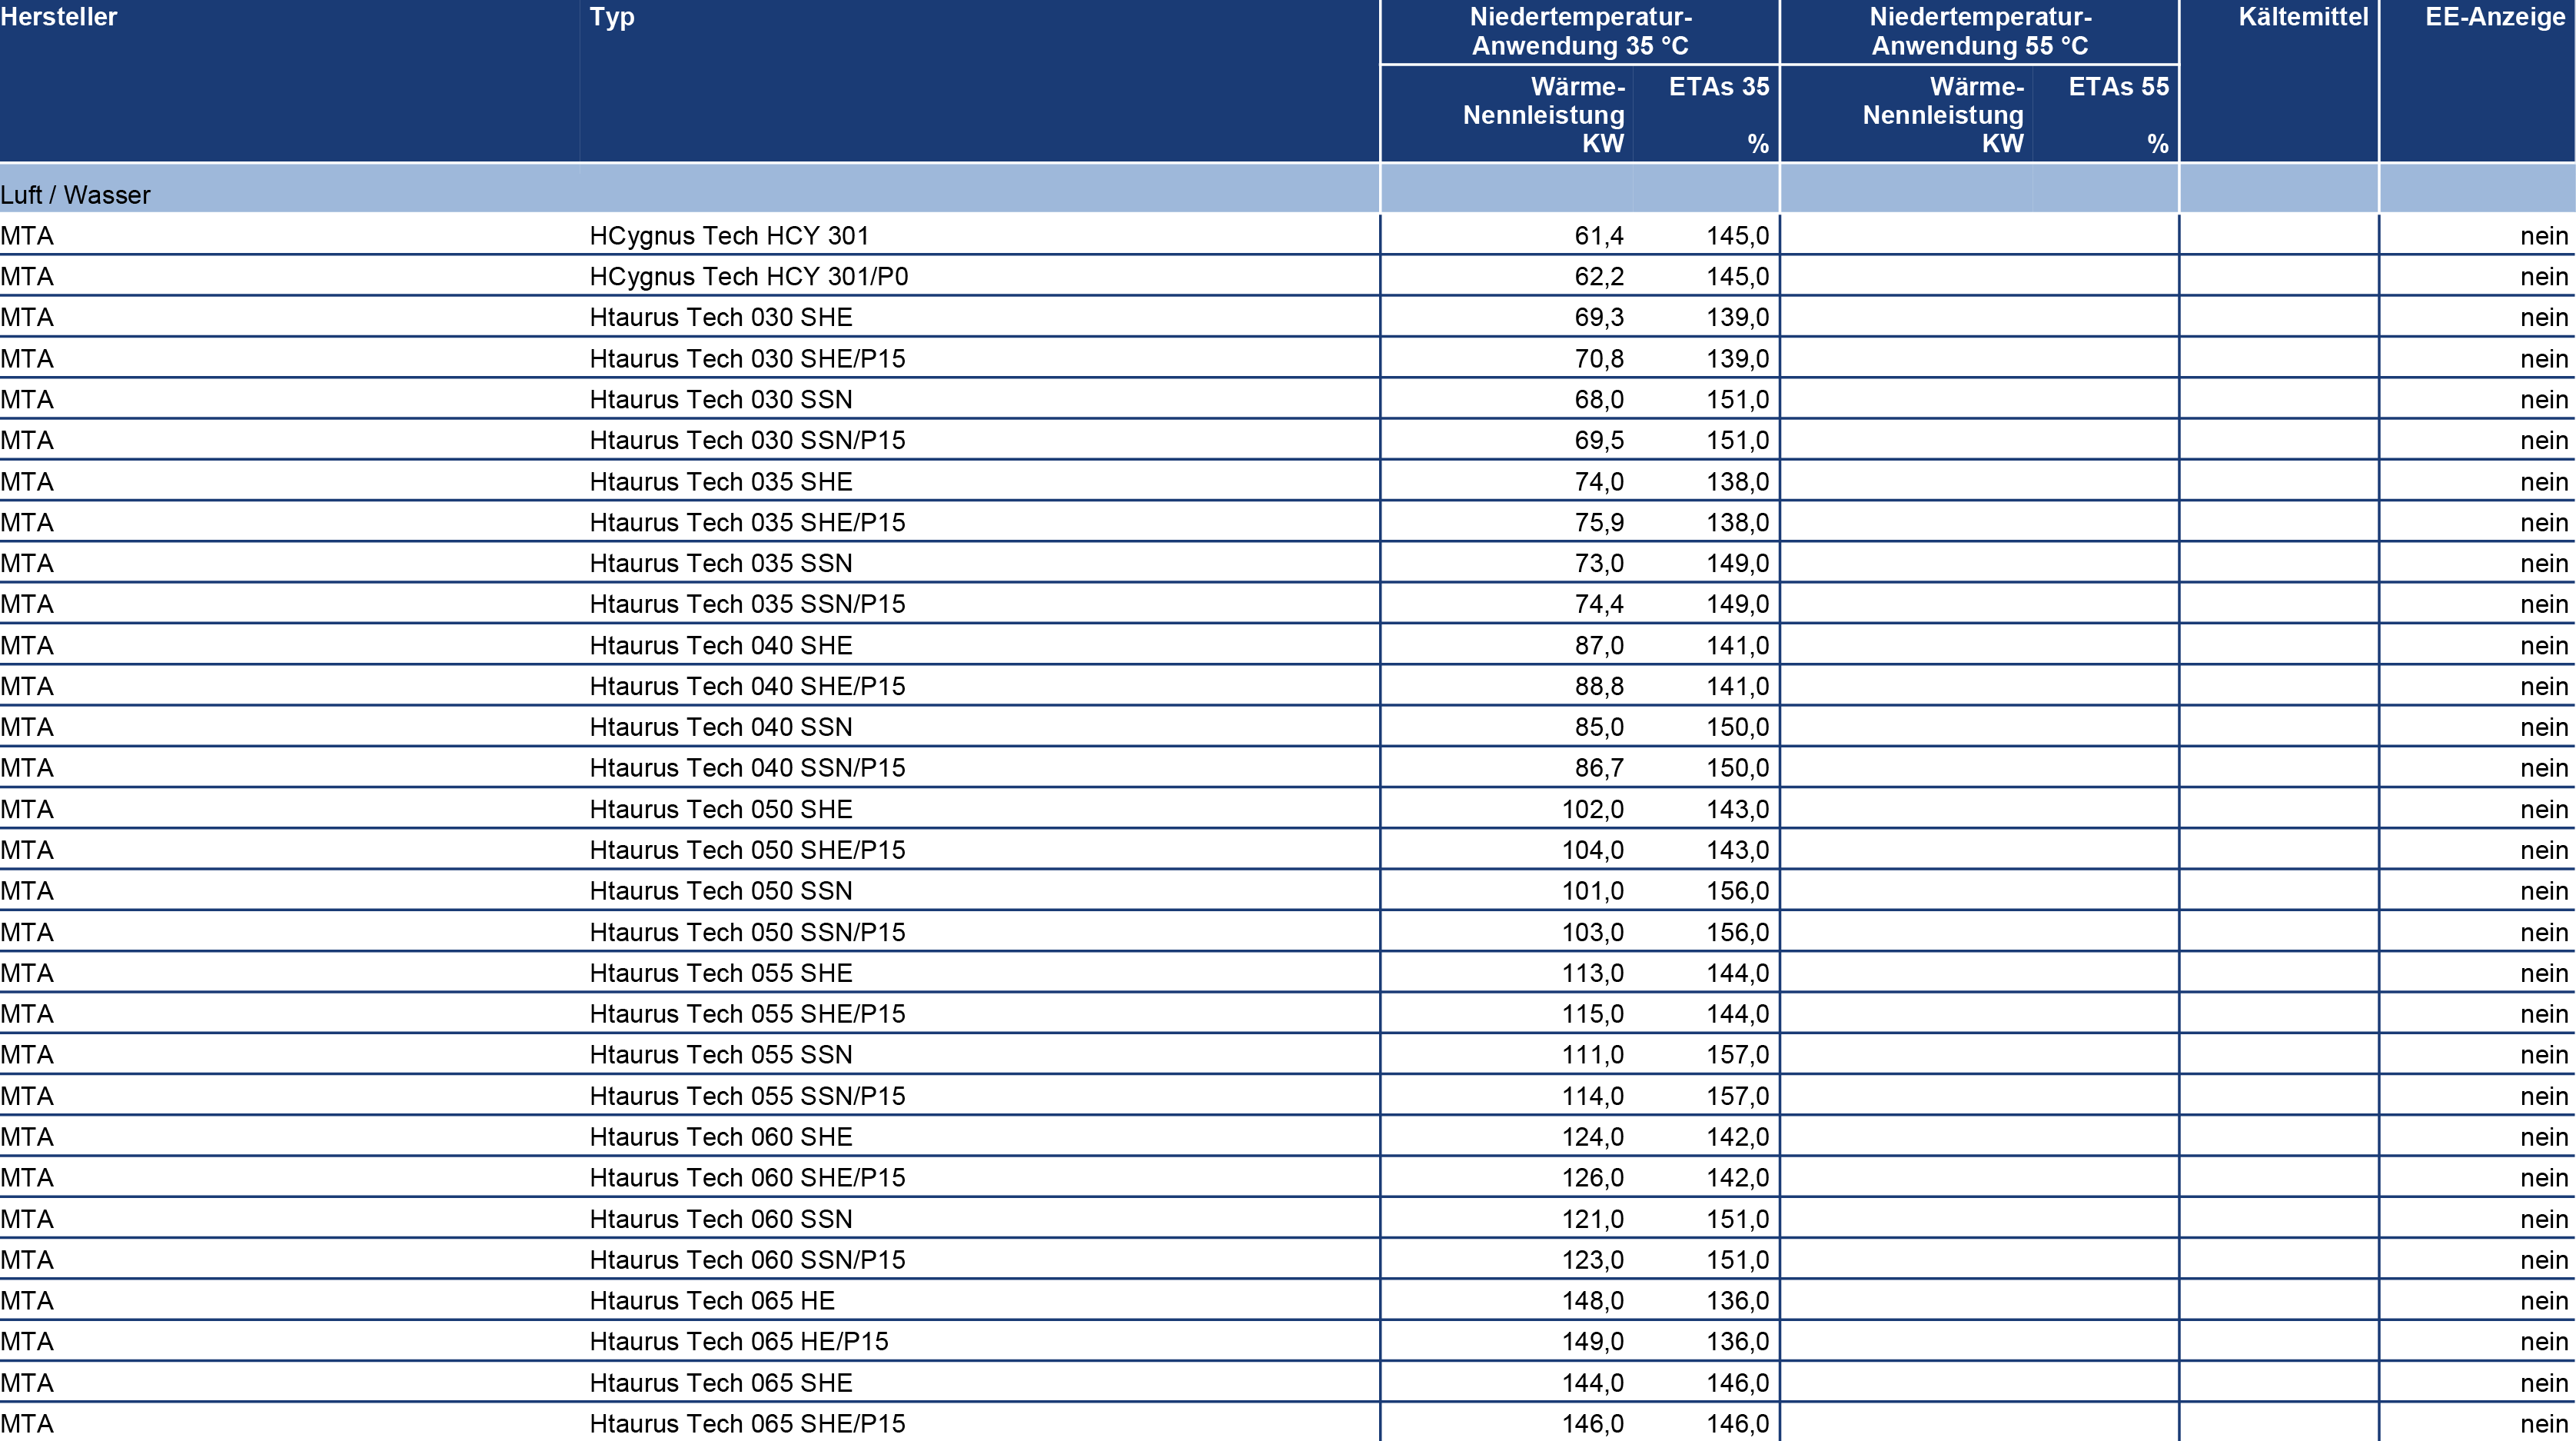 Hersteller Typ Niedertemperatur- Niedertemperatur- Kältemittel EE-Anzeige
Anwendung 35 °C Anwendung 55 °C
Wärme- ETAs 35 Wärme- ETAs 55
Nennleistung Nennleistung
KW % KW %
Luft / Wasser
MTA HCygnus Tech HCY 301 61,4 145,0 nein
MTA HCygnus Tech HCY 301/P0 62,2 145,0 nein
MTA Htaurus Tech 030 SHE 69,3 139,0 nein
MTA Htaurus Tech 030 SHE/P15 70,8 139,0 nein
MTA Htaurus Tech 030 SSN 68,0 151,0 nein
MTA Htaurus Tech 030 SSN/P15 69,5 151,0 nein
MTA Htaurus Tech 035 SHE 74,0 138,0 nein
MTA Htaurus Tech 035 SHE/P15 75,9 138,0 nein
MTA Htaurus Tech 035 SSN 73,0 149,0 nein
MTA Htaurus Tech 035 SSN/P15 74,4 149,0 nein
MTA Htaurus Tech 040 SHE 87,0 141,0 nein
MTA Htaurus Tech 040 SHE/P15 88,8 141,0 nein
MTA Htaurus Tech 040 SSN 85,0 150,0 nein
MTA Htaurus Tech 040 SSN/P15 86,7 150,0 nein
MTA Htaurus Tech 050 SHE 102,0 143,0 nein
MTA Htaurus Tech 050 SHE/P15 104,0 143,0 nein
MTA Htaurus Tech 050 SSN 101,0 156,0 nein
MTA Htaurus Tech 050 SSN/P15 103,0 156,0 nein
MTA Htaurus Tech 055 SHE 113,0 144,0 nein
MTA Htaurus Tech 055 SHE/P15 115,0 144,0 nein
MTA Htaurus Tech 055 SSN 111,0 157,0 nein
MTA Htaurus Tech 055 SSN/P15 114,0 157,0 nein
MTA Htaurus Tech 060 SHE 124,0 142,0 nein
MTA Htaurus Tech 060 SHE/P15 126,0 142,0 nein
MTA Htaurus Tech 060 SSN 121,0 151,0 nein
MTA Htaurus Tech 060 SSN/P15 123,0 151,0 nein
MTA Htaurus Tech 065 HE 148,0 136,0 nein
MTA Htaurus Tech 065 HE/P15 149,0 136,0 nein
MTA Htaurus Tech 065 SHE 144,0 146,0 nein
MTA Htaurus Tech 065 SHE/P15 146,0 146,0 nein